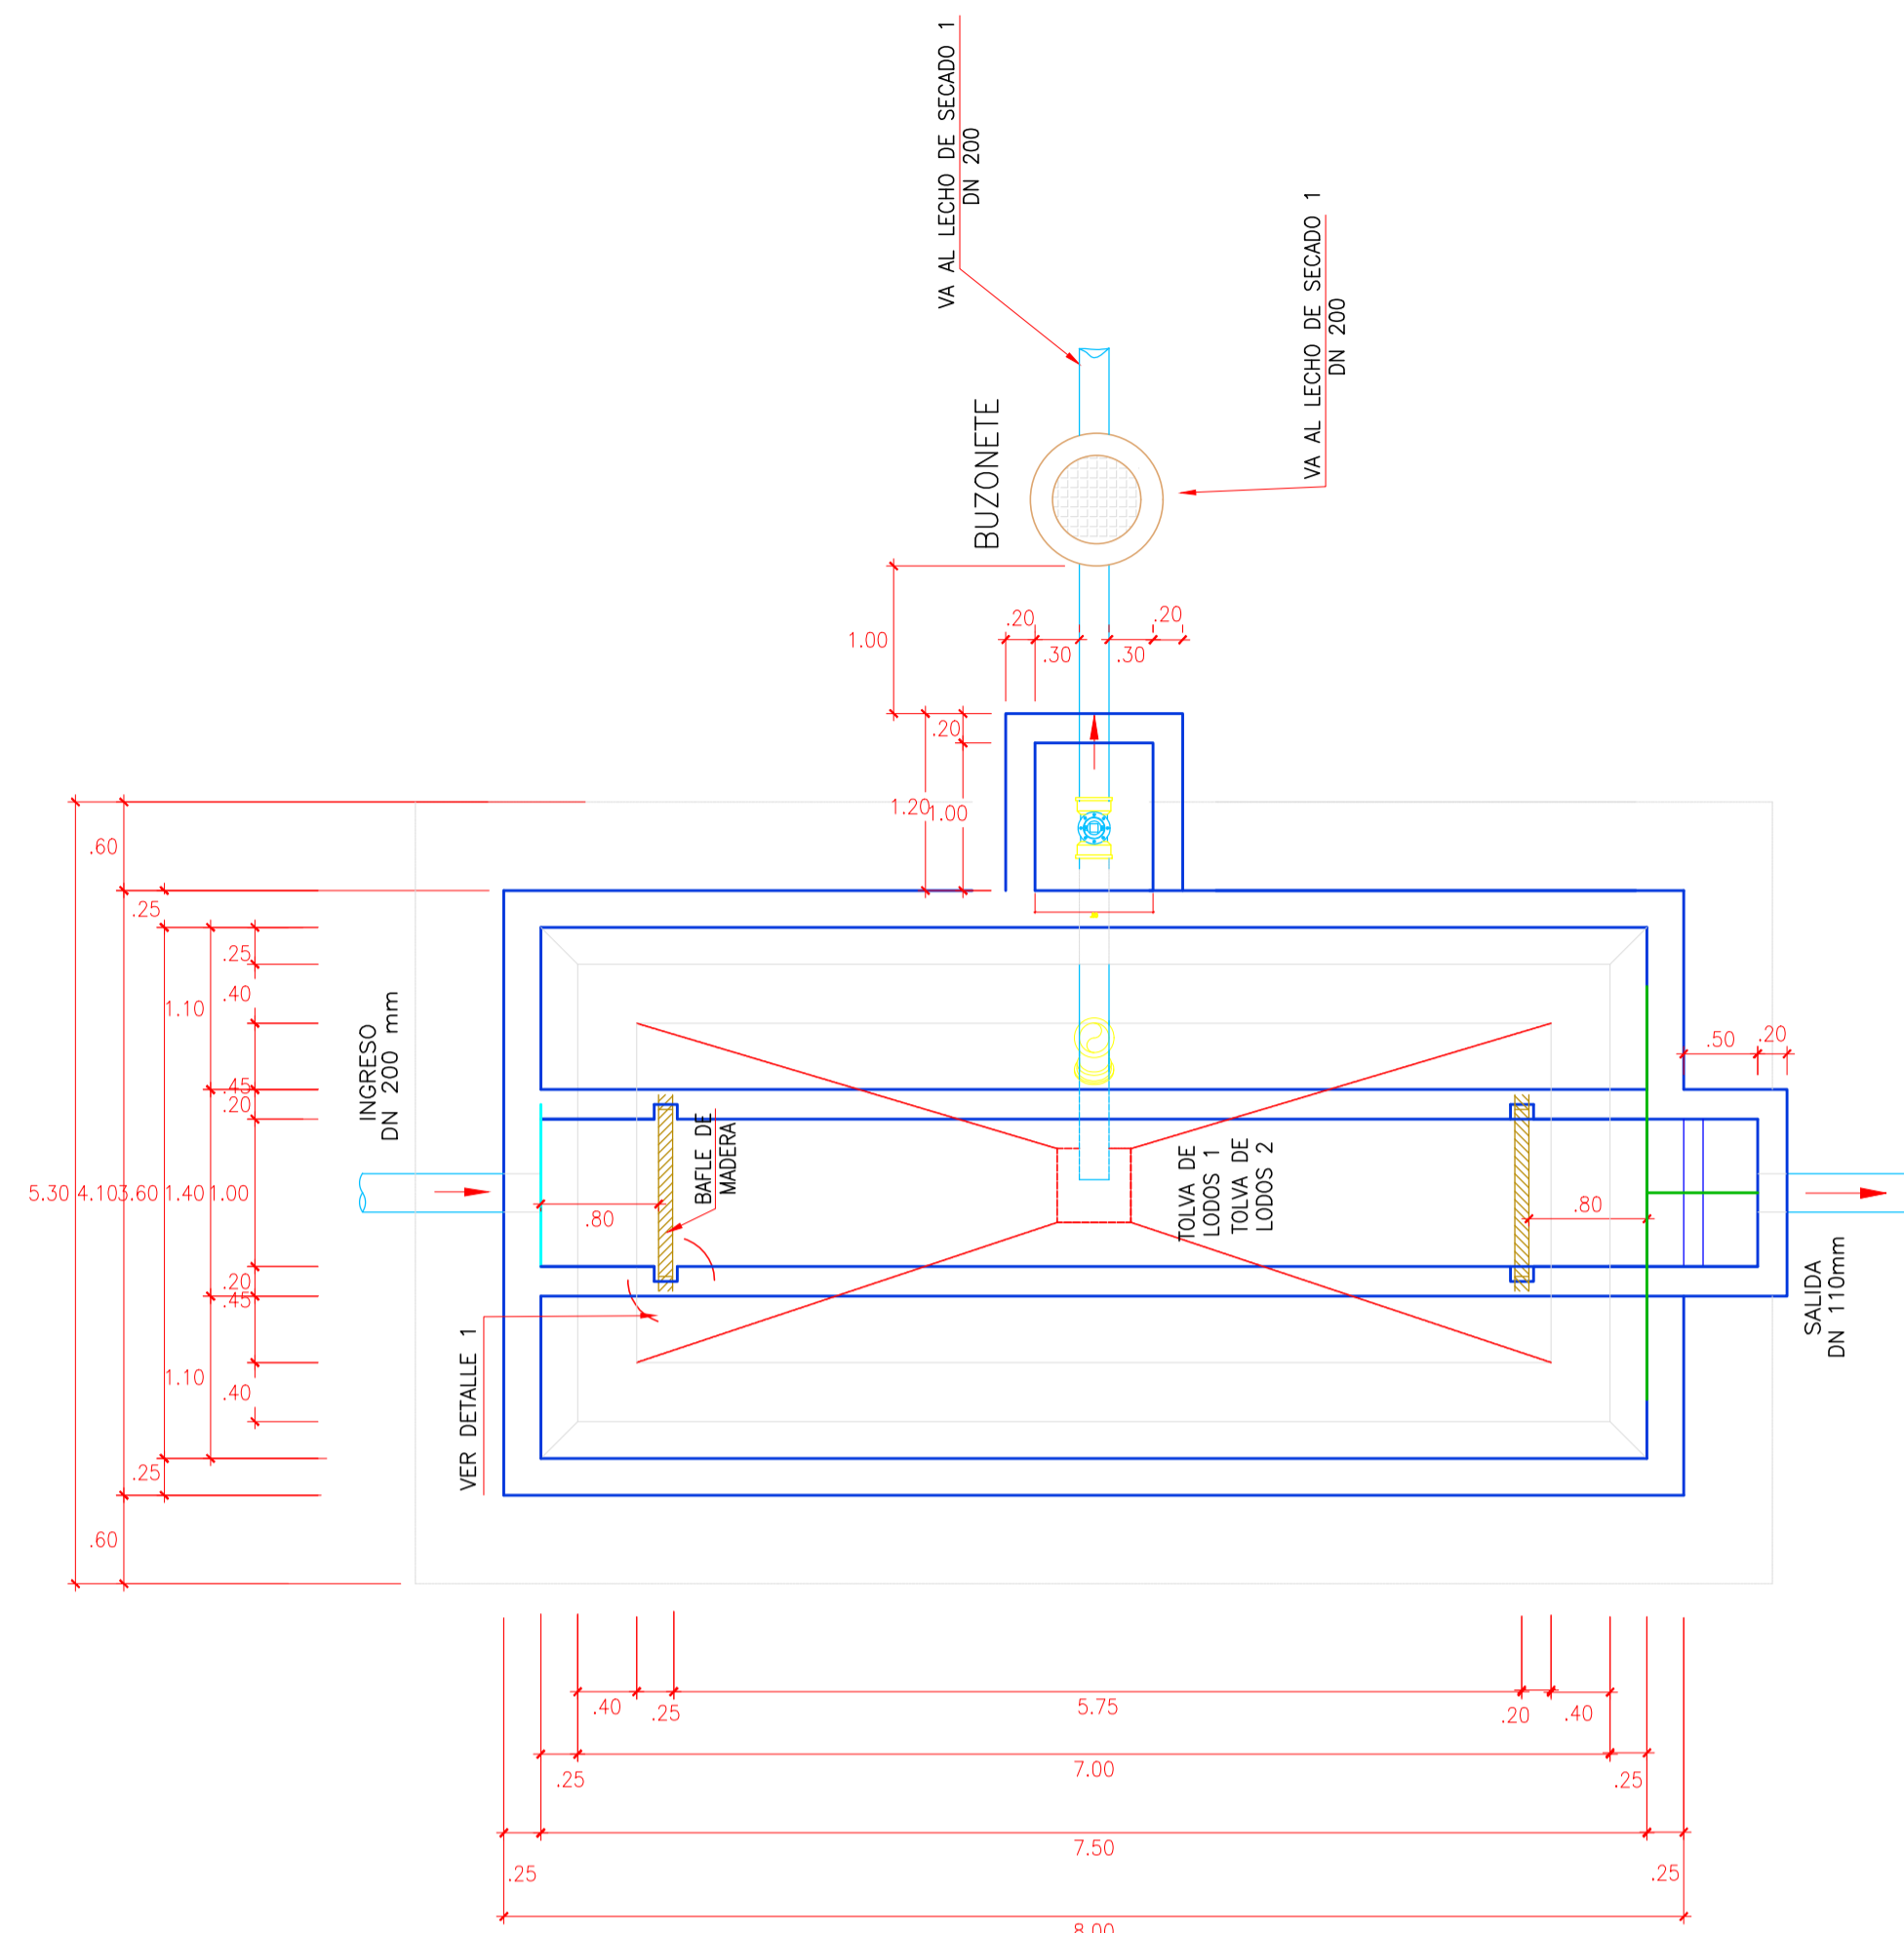 VA AL LECHO DE SECADO 1
DN 200
VA AL LECHO DE SECADO 1
DN 200
BUZONETE
1.00
.20
.30
.30
.20
.20
1.20
1.00
.60
.25
.25
.40
1.10
.45
.20
5.30
4.10
3.60
1.40
1.00
.20
.45
1.10
.40
.25
.60
INGRESO
DN 200 mm
BAFLE DE
MADERA
.80
TOLVA DE
LODOS 1
TOLVA DE
LODOS 2
.80
.50
.20
SALIDA
DN 110mm
VER DETALLE 1
.40
.25
5.75
.20
.40
.25
7.00
.25
.25
7.50
.25
8.00